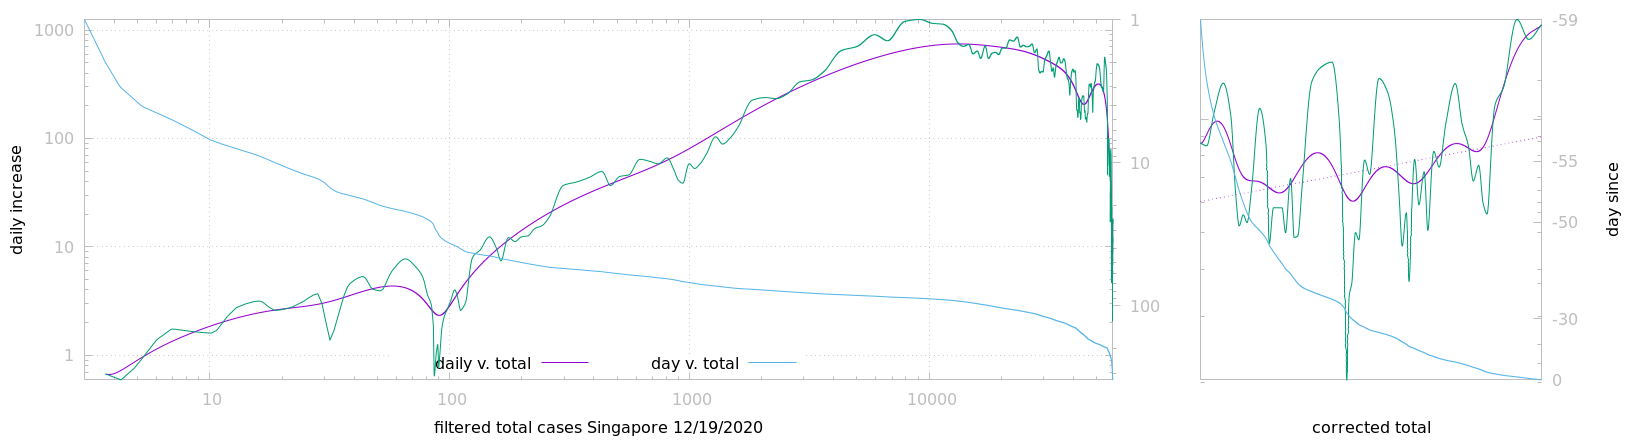 daily increase
1000
100
10
1
10
100
1000
10000
filtered total cases Singapore 12/19/2020
daily v. total
day v. total
1
10
100
-59
-55
-50
-30
0
day since
corrected total